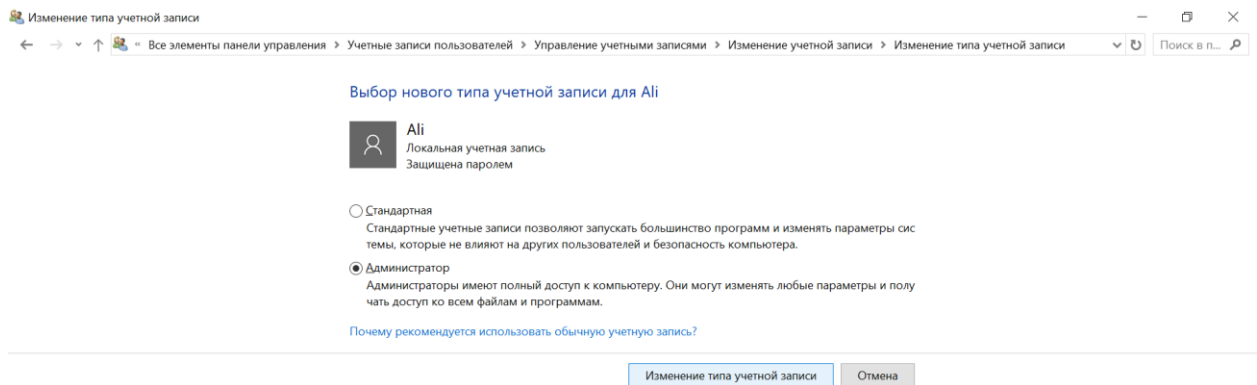 Изменение типа учетной записи
« Все элементы панели управления > Учетные записи пользователей > Управление учетными записями > Изменение учетной записи > Изменение типа учетной записи
Поиск в п...
Выбор нового типа учетной записи для Ali
Ali
Локальная учетная запись
Защищена паролем
Стандартная
Стандартные учетные записи позволяют запускать большинство программ и изменять параметры сис
темы, которые не влияют на других пользователей и безопасность компьютера.
Администратор
Администраторы имеют полный доступ к компьютеру. Они могут изменять любые параметры и полу
чать доступ ко всем файлам и программам.
Почему рекомендуется использовать обычную учетную запись?
Изменение типа учетной записи
Отмена